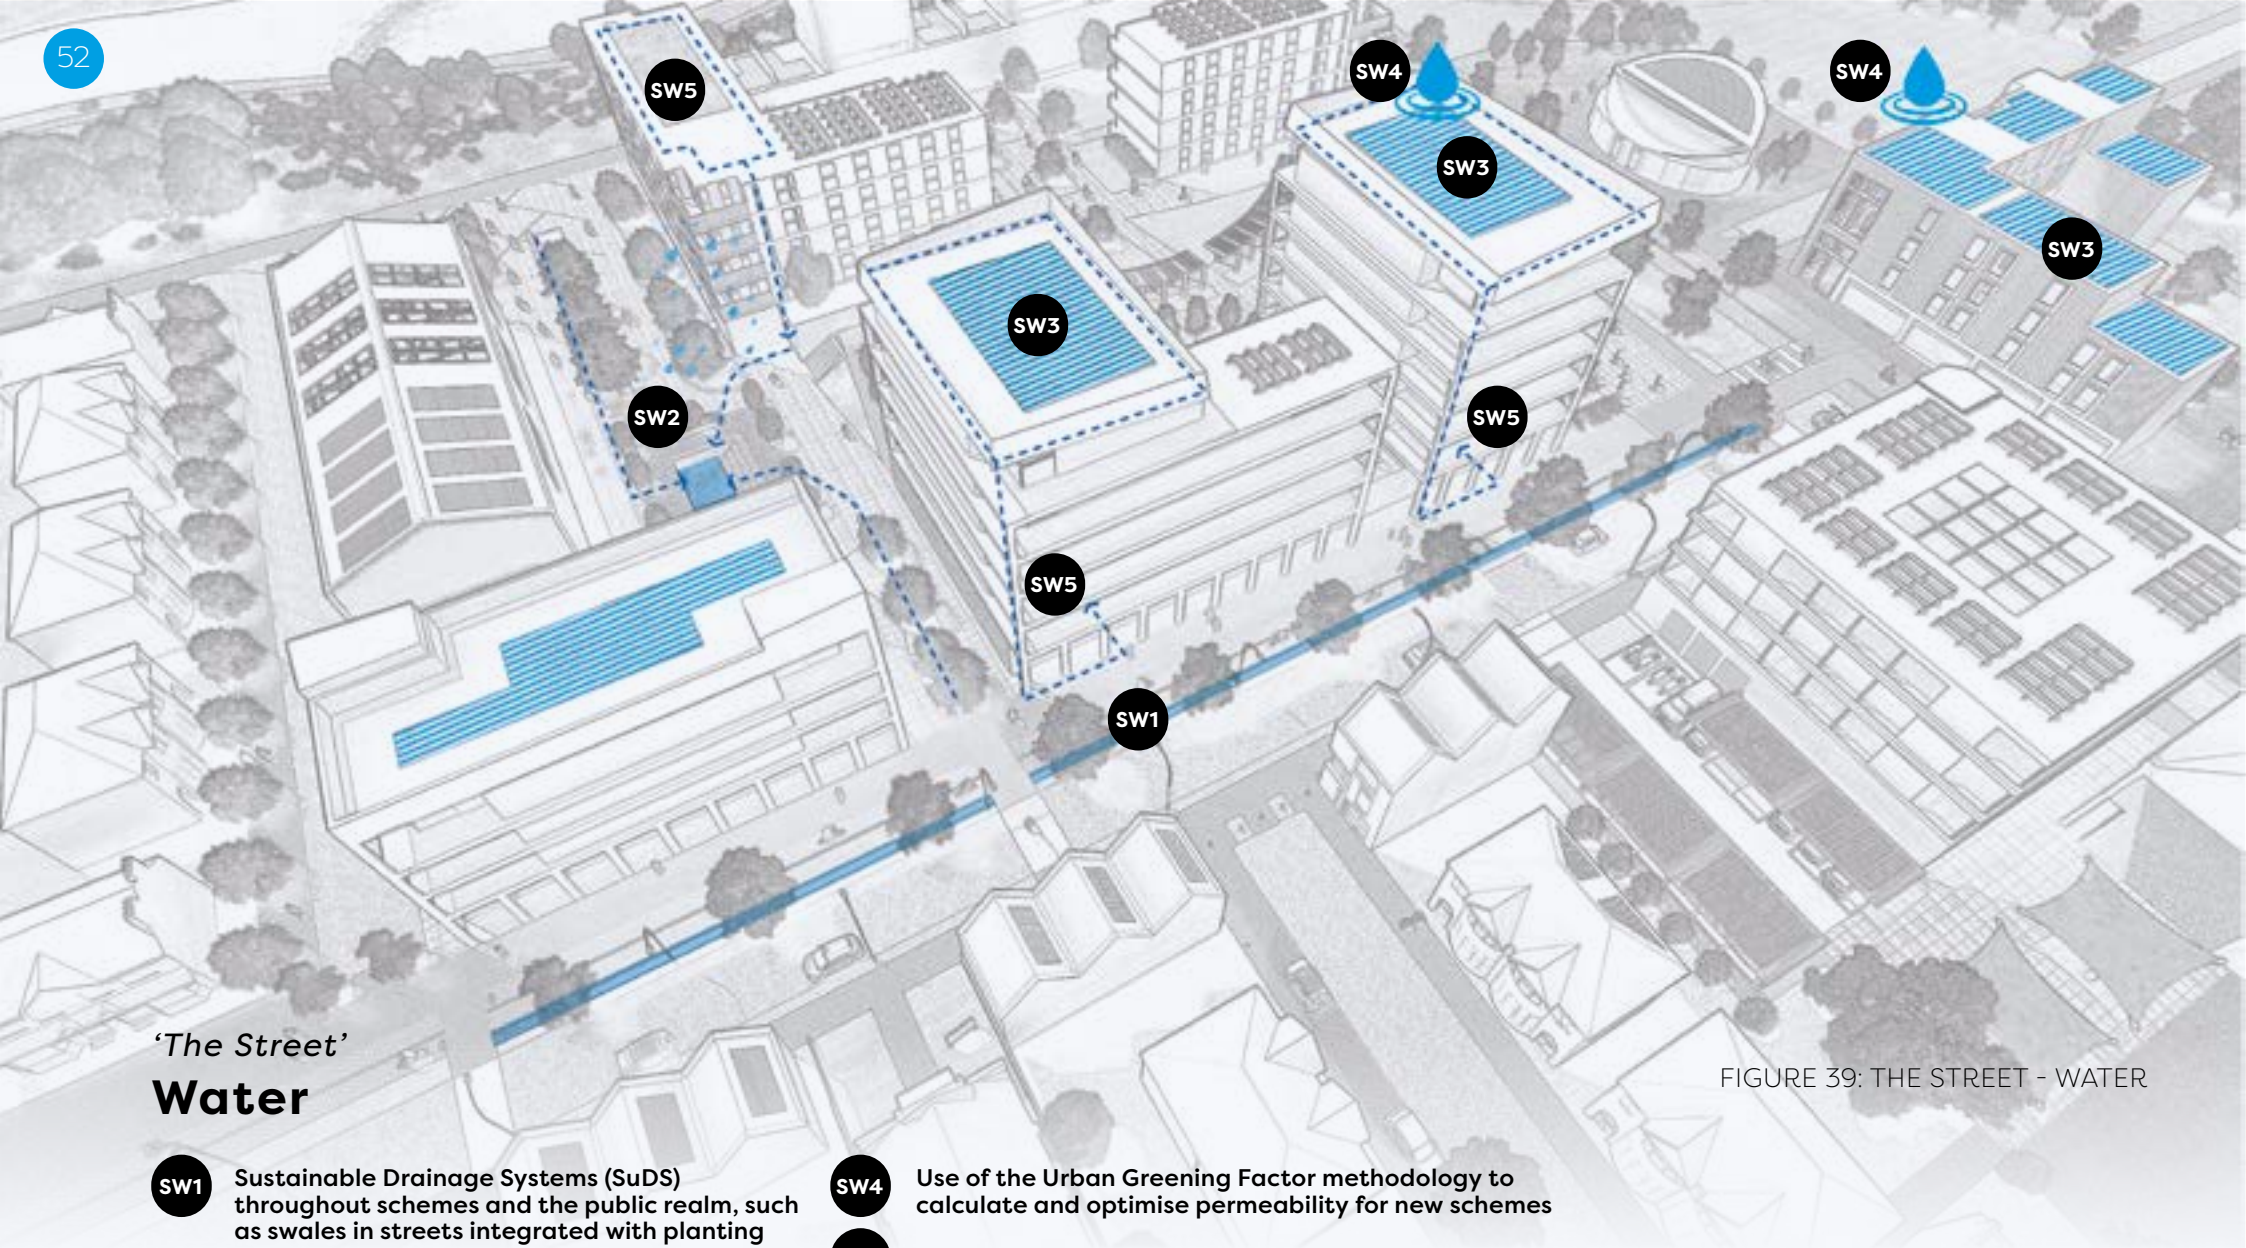 52
SW5
SW4
SW4
SW3
SW3
SW3
SW2
SW5
SW5
SW1
‘The Street’
Water
FIGURE 39: THE STREET - WATER
SW1
Sustainable Drainage Systems (SuDS)
throughout schemes and the public realm, such
as swales in streets integrated with planting
SW4
Use of the Urban Greening Factor methodology to
calculate and optimise permeability for new schemes